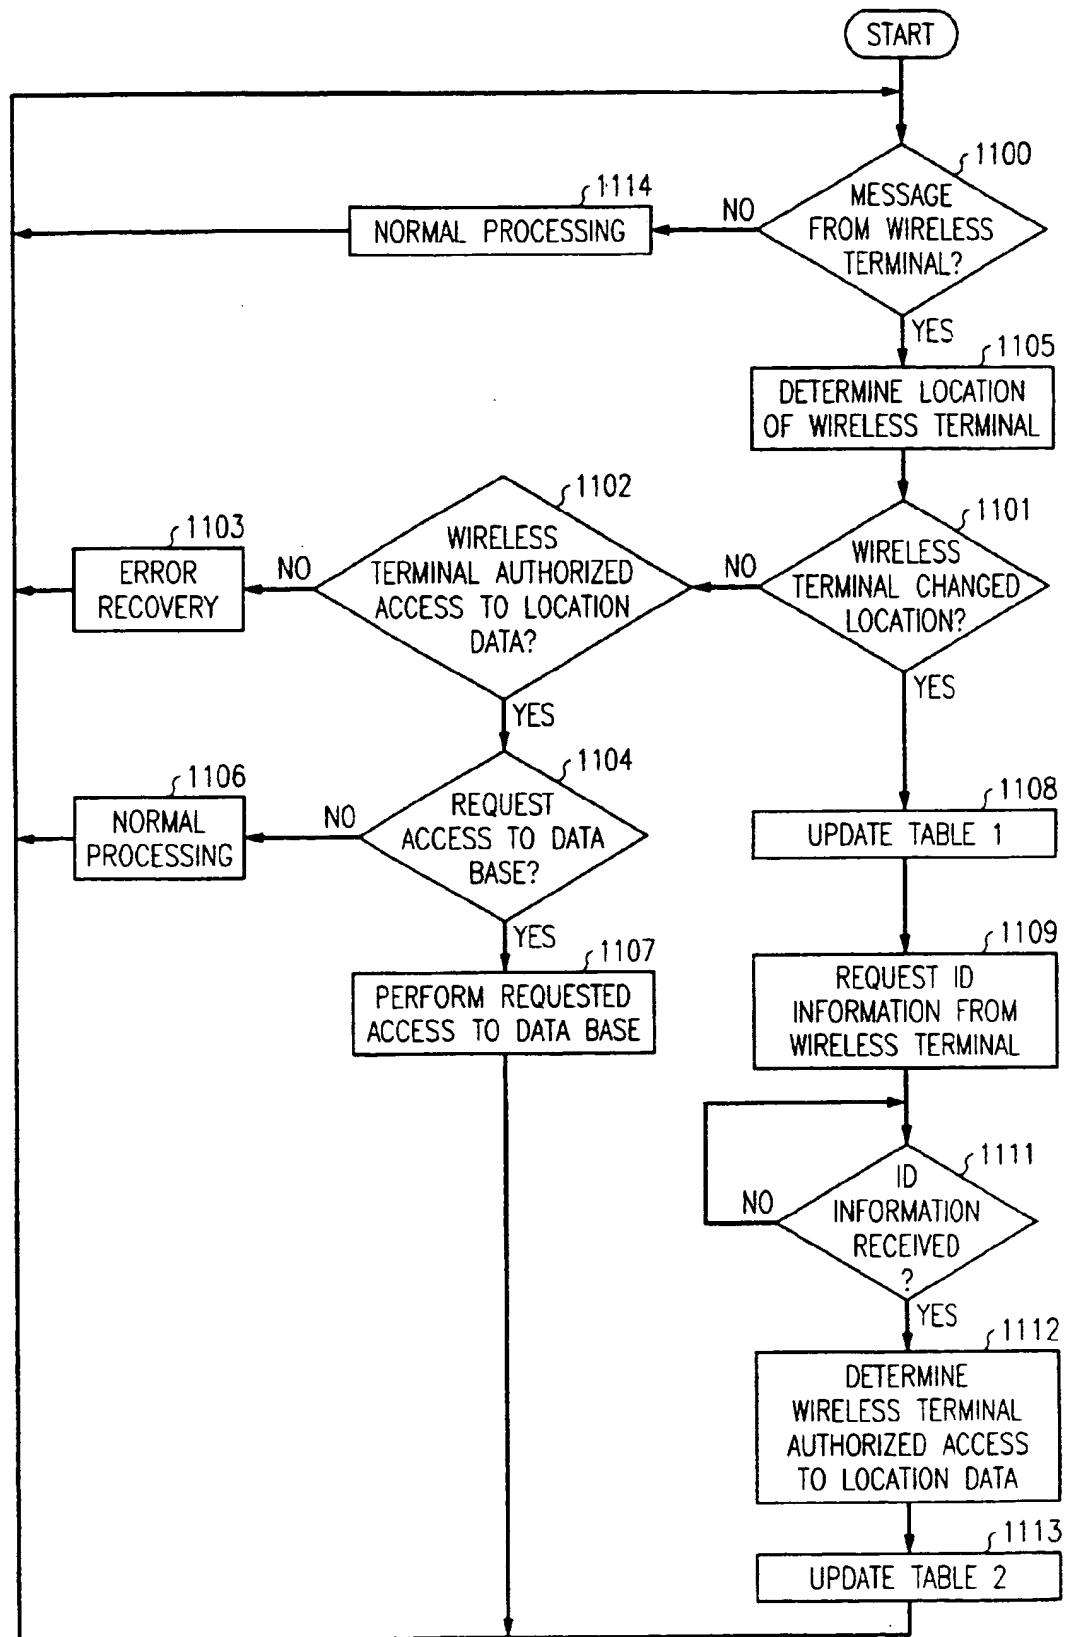 START
1100
MESSAGE
FROM WIRELESS
TERMINAL?
NO
1114
NORMAL PROCESSING
YES
1105
DETERMINE LOCATION
OF WIRELESS TERMINAL
1101
WIRELESS
TERMINAL CHANGED
LOCATION?
NO
1102
WIRELESS
TERMINAL AUTHORIZED
ACCESS TO LOCATION
DATA?
NO
1103
ERROR
RECOVERY
YES
YES
1104
REQUEST
ACCESS TO DATA
BASE?
NO
1106
NORMAL
PROCESSING
1108
UPDATE TABLE 1
YES
1107
PERFORM REQUESTED
ACCESS TO DATA BASE
1109
REQUEST ID
INFORMATION FROM
WIRELESS TERMINAL
1111
ID
INFORMATION
RECEIVED
?
NO
YES
1112
DETERMINE
WIRELESS TERMINAL
AUTHORIZED ACCESS
TO LOCATION DATA
1113
UPDATE TABLE 2